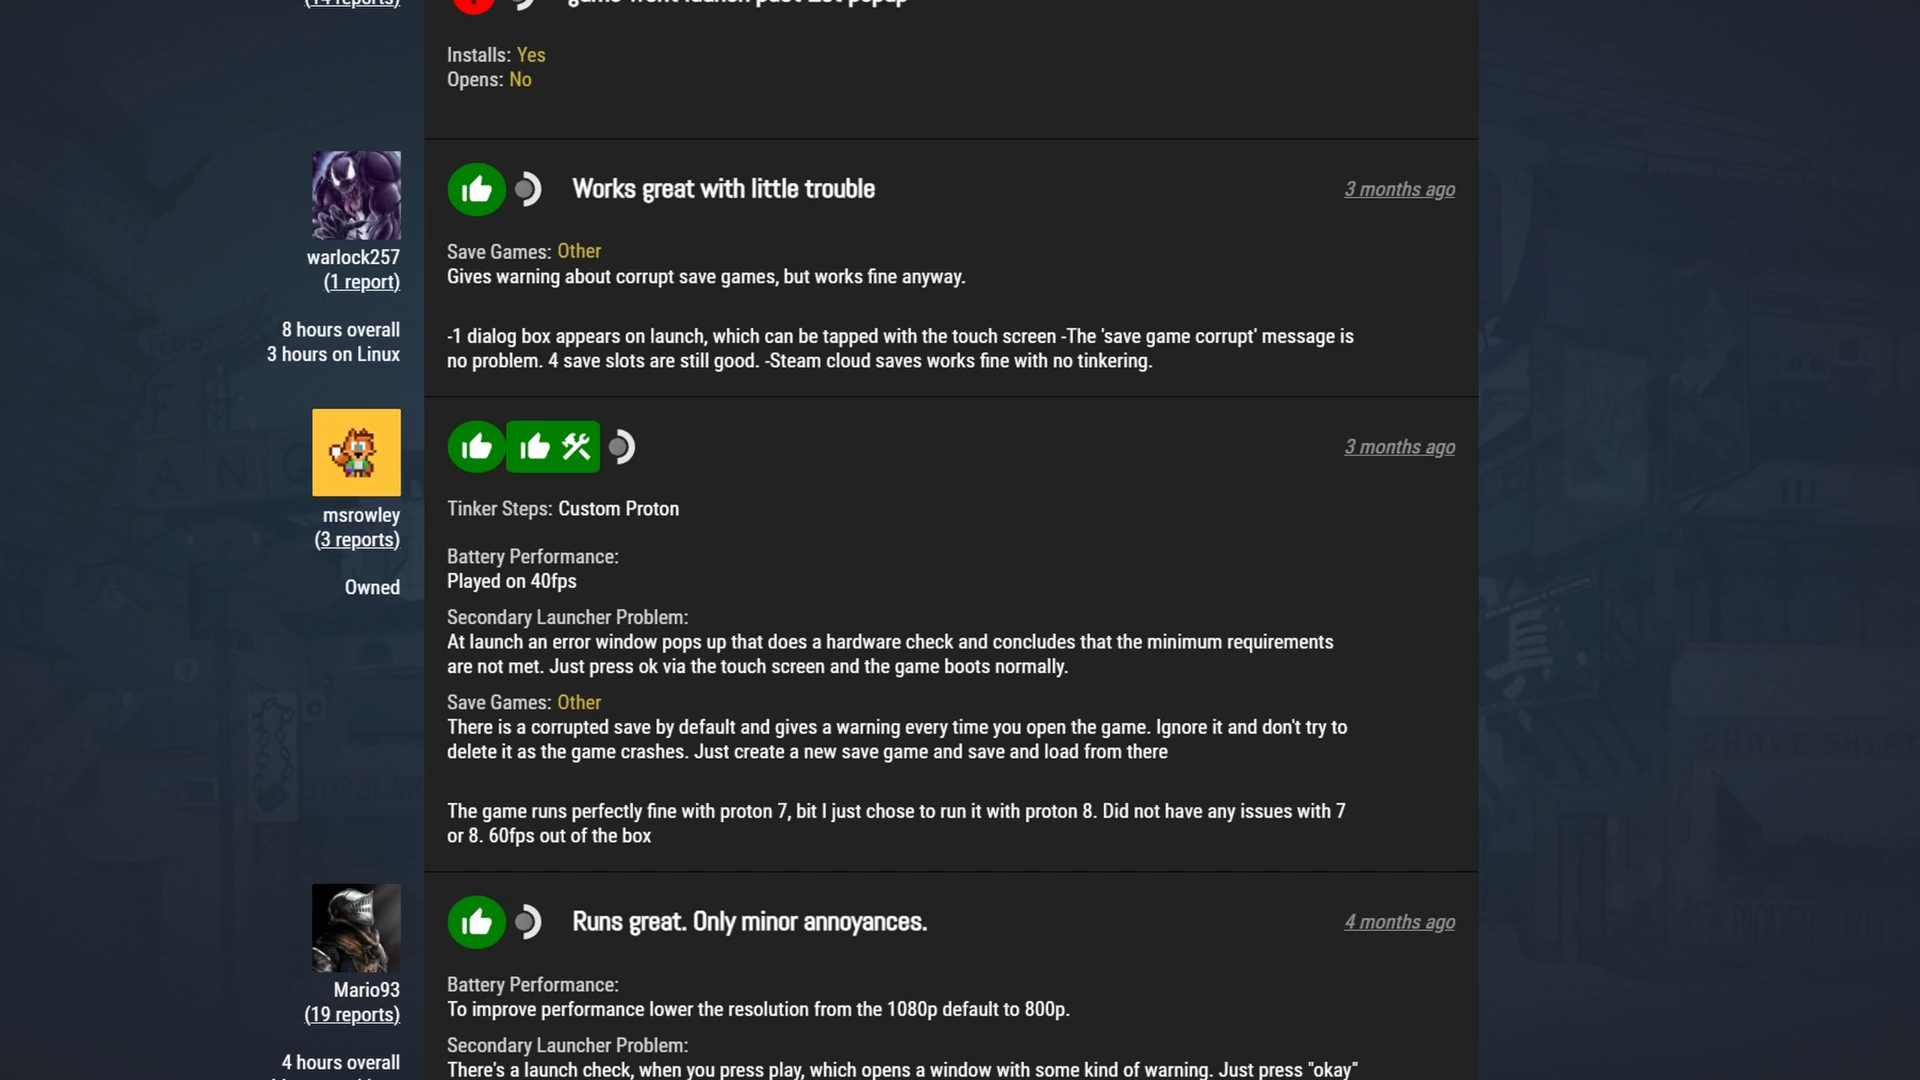 (14 reports)
game wont launch past 1st popup
Installs: Yes
Opens: No
Works great with little trouble
3 months ago
warlock257
(1 report)
8 hours overall
3 hours on Linux
Save Games: Other
Gives warning about corrupt save games, but works fine anyway.
-1 dialog box appears on launch, which can be tapped with the touch screen -The 'save game corrupt' message is
no problem. 4 save slots are still good. -Steam cloud saves works fine with no tinkering.
3 months ago
msrowley
(3 reports)
Owned
Tinker Steps: Custom Proton
Battery Performance:
Played on 40fps
Secondary Launcher Problem:
At launch an error window pops up that does a hardware check and concludes that the minimum requirements
are not met. Just press ok via the touch screen and the game boots normally.
Save Games: Other
There is a corrupted save by default and gives a warning every time you open the game. Ignore it and don't try to
delete it as the game crashes. Just create a new save game and save and load from there
The game runs perfectly fine with proton 7, bit I just chose to run it with proton 8. Did not have any issues with 7
or 8. 60fps out of the box
Runs great. Only minor annoyances.
4 months ago
Mario93
(19 reports)
4 hours overall
Battery Performance:
To improve performance lower the resolution from the 1080p default to 800p.
Secondary Launcher Problem:
There's a launch check, when you press play, which opens a window with some kind of warning. Just press "okay"